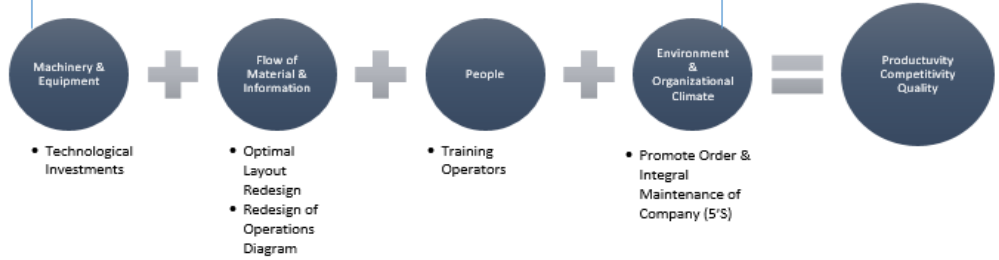 Machinery &
Equipment
Flow of
Material &
Information
People
Environment
&
Organizational
Climate
Productuvity
Competitivity
Quality
• Technological
Investments
• Optimal
Layout
Redesign
• Redesign of
Operations
Diagram
• Training
Operators
• Promote Order &
Integral
Maintenance of
Company (5'S)